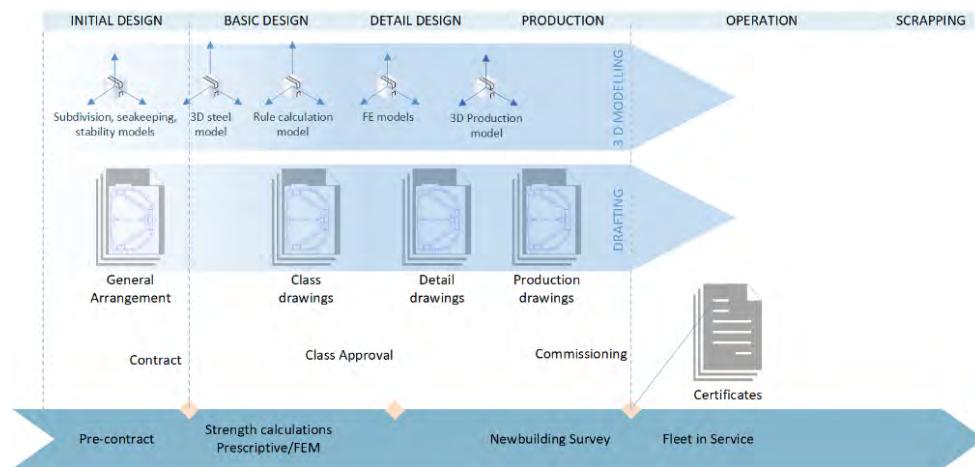 INITIAL DESIGN
BASIC DESIGN
DETAIL DESIGN
PRODUCTION
OPERATION
SCRAPPING
Subdivision, seakeeping,
stability models
3D steel
model
Rule calculation
model
FE models
3D Production
model
3 D MODELLING
DRAFTING
General
Arrangement
Class
drawings
Detail
drawings
Production
drawings
Contract
Class Approval
Commissioning
Certificates
Pre-contract
Strength calculations
Prescriptive/FEM
Newbuilding Survey
Fleet in Service